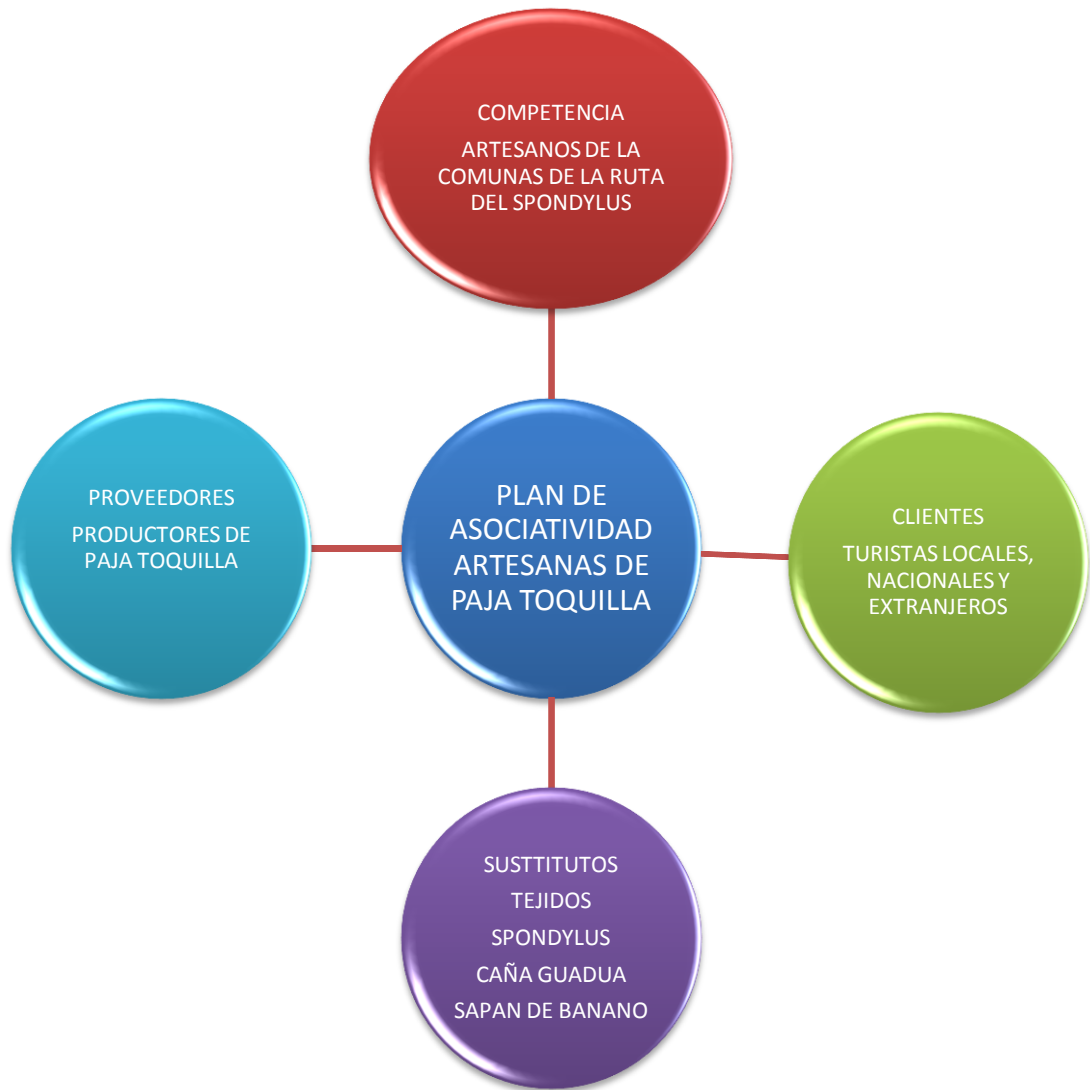 COMPETENCIA
ARTESANOS DE LA
COMUNAS DE LA RUTA
DEL SPONDYLUS
PROVEEDORES
PRODUCTORES DE
PAJA TOQUILLA
PLAN DE
ASOCIATIVIDAD
ARTESANAS DE
PAJA TOQUILLA
CLIENTES
TURISTAS LOCALES,
NACIONALES Y
EXTRANJEROS
SUSTTITUTOS
TEJIDOS
SPONDYLUS
CAÑA GUADUA
SAPAN DE BANANO